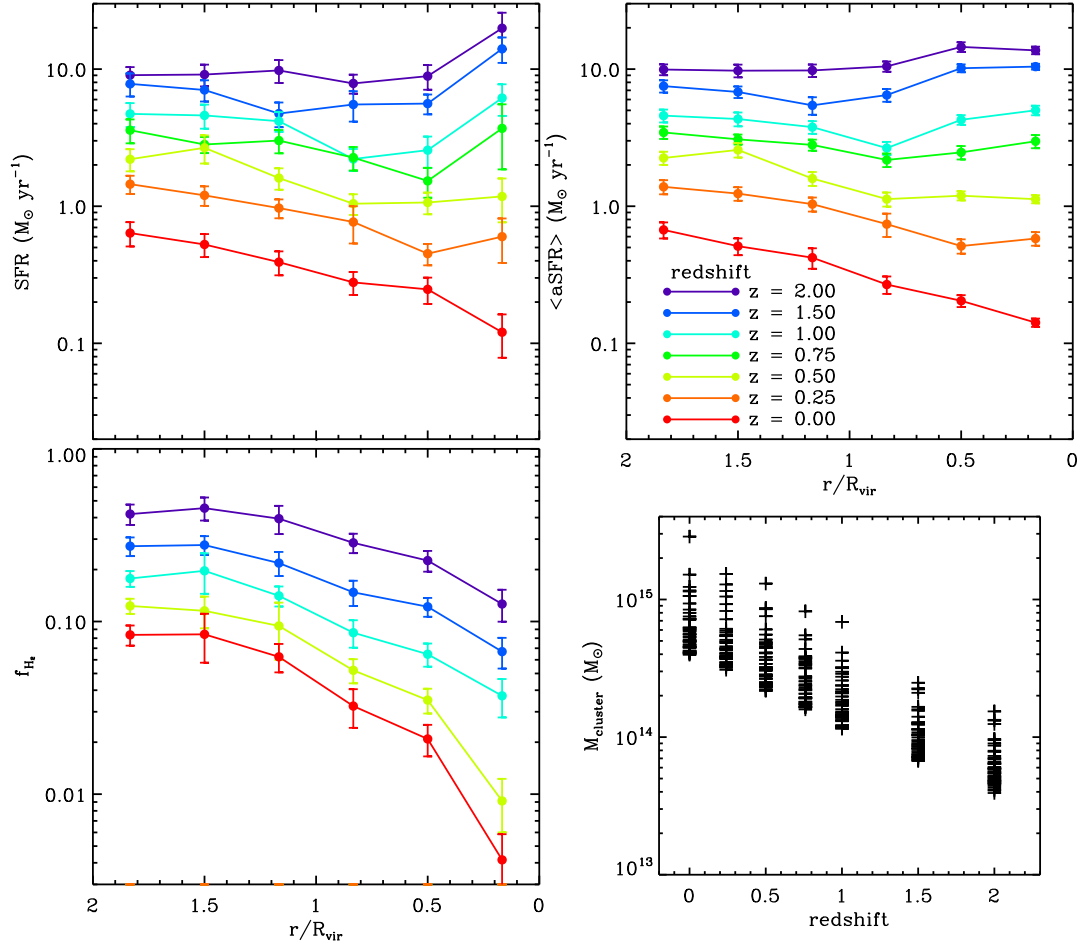 SFR (M⊙ yr⁻¹)
10.0
1.0
0.1
<aSFR> (M⊙ yr⁻¹)
10.0
1.0
0.1
redshift
z = 2.00
z = 1.50
z = 1.00
z = 0.75
z = 0.50
z = 0.25
z = 0.00
2 1.5 1 0.5 0
r/Rvir
fH₂
1.00
0.10
0.01
2 1.5 1 0.5 0
r/Rvir
Mcluster (M⊙)
10¹⁵
10¹⁴
10¹³
0 0.5 1 1.5 2
redshift